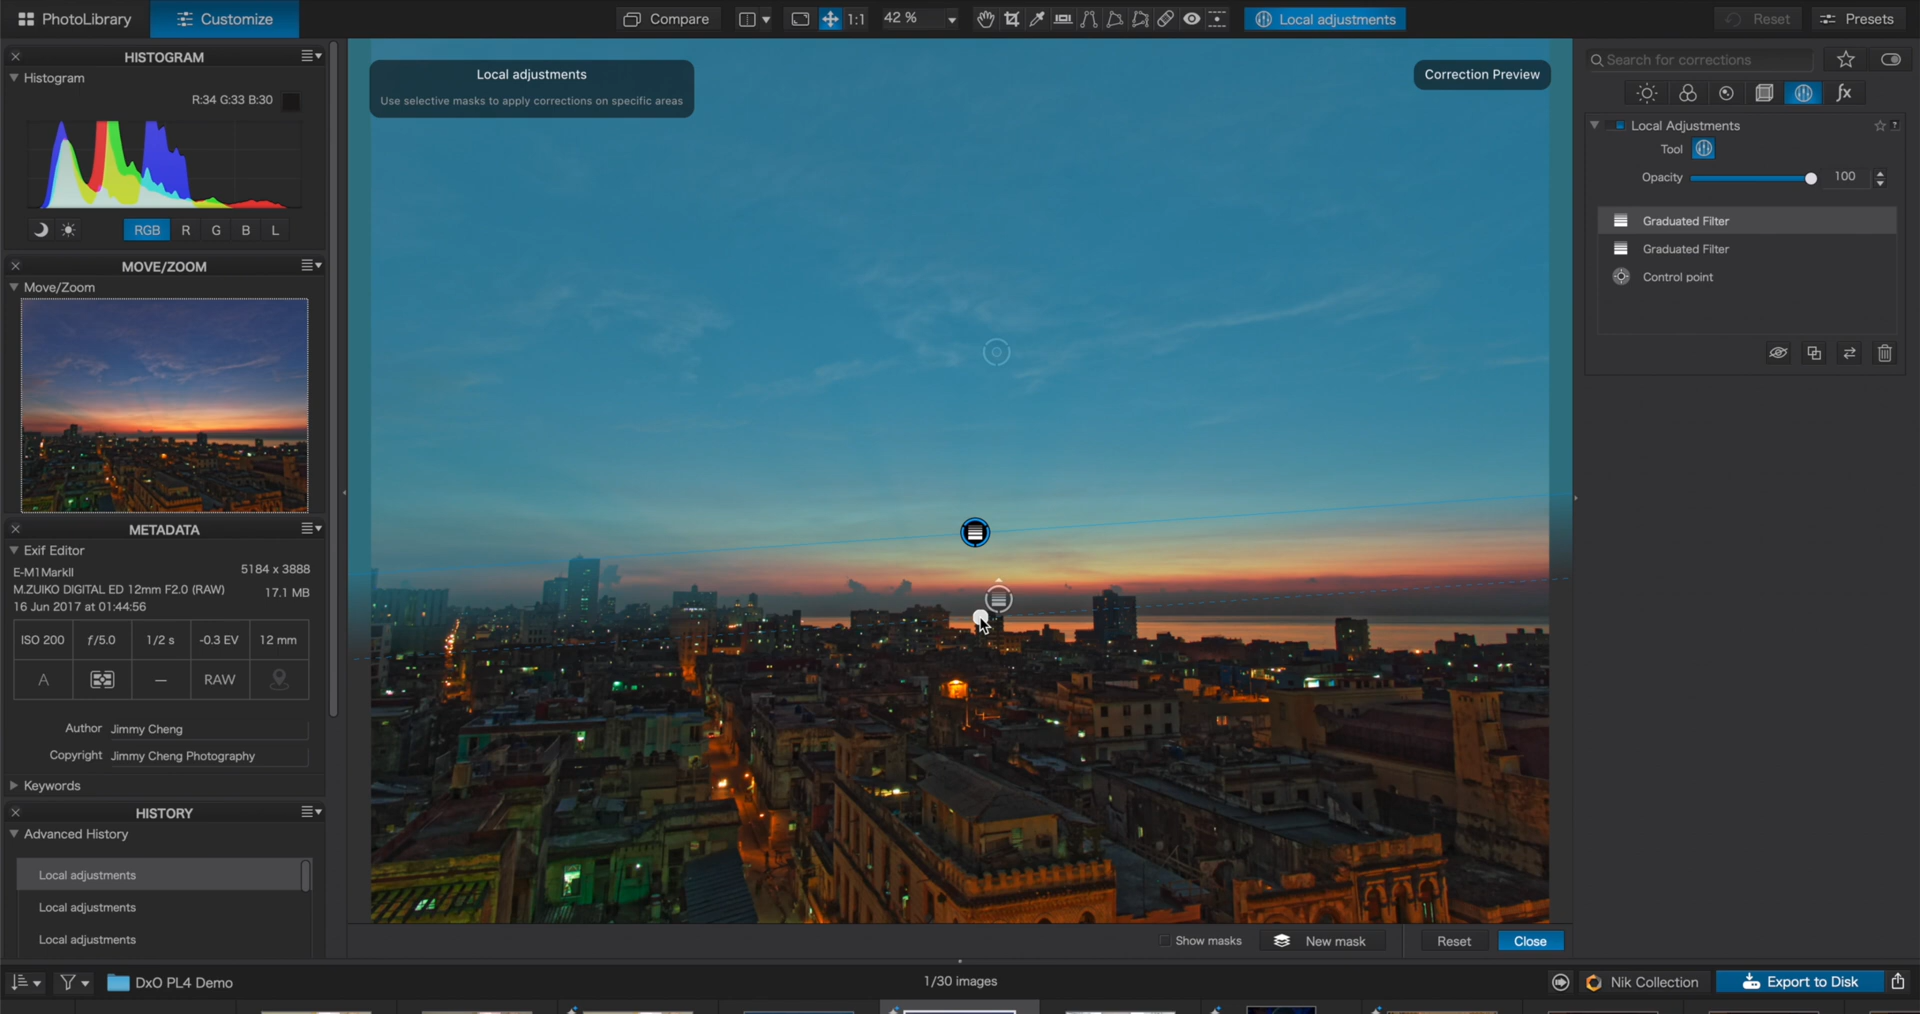 PhotoLibrary
Customize
Compare
1:1
42 %
Local adjustments
Reset
Presets
HISTOGRAM
Histogram
R:34 G:33 B:30
RGB
R
G
B
L
MOVE/ZOOM
Move/Zoom
METADATA
Exif Editor
E-M1MarkII
5184 x 3888
M.ZUIKO DIGITAL ED 12mm F2.0 (RAW)
17.1 MB
16 Jun 2017 at 01:44:56
ISO 200
ƒ/5.0
1/2 s
-0.3 EV
12 mm
A
—
RAW
Author Jimmy Cheng
Copyright Jimmy Cheng Photography
Keywords
HISTORY
Advanced History
Local adjustments
Local adjustments
Local adjustments
Local adjustments
Use selective masks to apply corrections on specific areas
Correction Preview
Show masks
New mask
Reset
Close
Search for corrections
fx
Local Adjustments
?
Tool
Opacity
100
Graduated Filter
Graduated Filter
Control point
DxO PL4 Demo
1/30 images
Nik Collection
Export to Disk